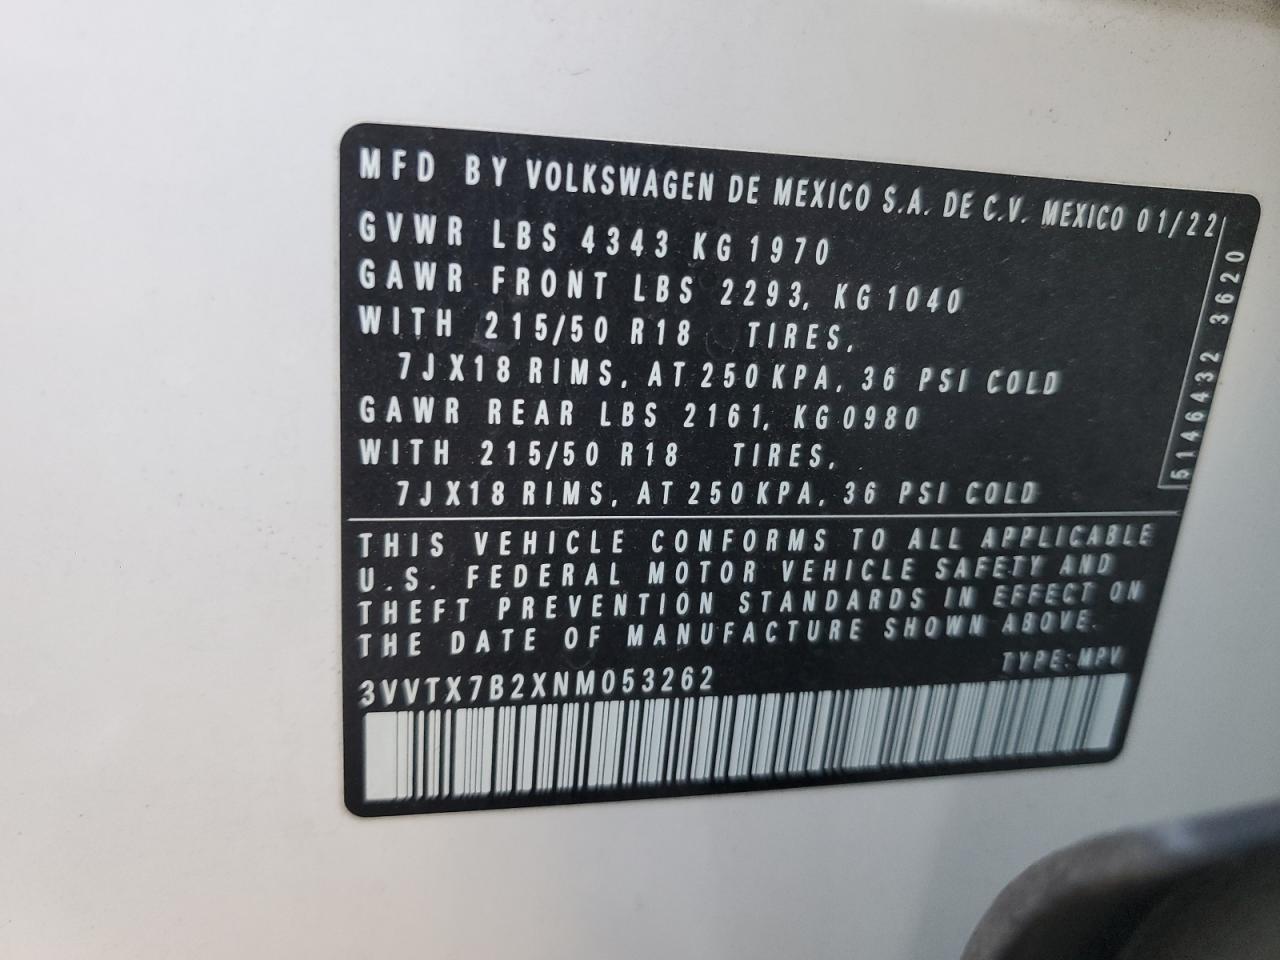 MFD BY VOLKSWAGEN DE MEXICO S.A. DE C.V. MEXICO 01/22
GVWR LBS 4343 KG 1970
GAWR FRONT LBS 2293, KG 1040
WITH 215/50 R18 TIRES,
7JX18 RIMS, AT 250 KPA, 36 PSI COLD
GAWR REAR LBS 2161, KG 0980
WITH 215/50 R18 TIRES,
7JX18 RIMS, AT 250 KPA, 36 PSI COLD
5146432 3620
THIS VEHICLE CONFORMS TO ALL APPLICABLE
U.S. FEDERAL MOTOR VEHICLE SAFETY AND
THEFT PREVENTION STANDARDS IN EFFECT ON
THE DATE OF MANUFACTURE SHOWN ABOVE.
TYPE: MPV
3VVTX7B2XNM053262